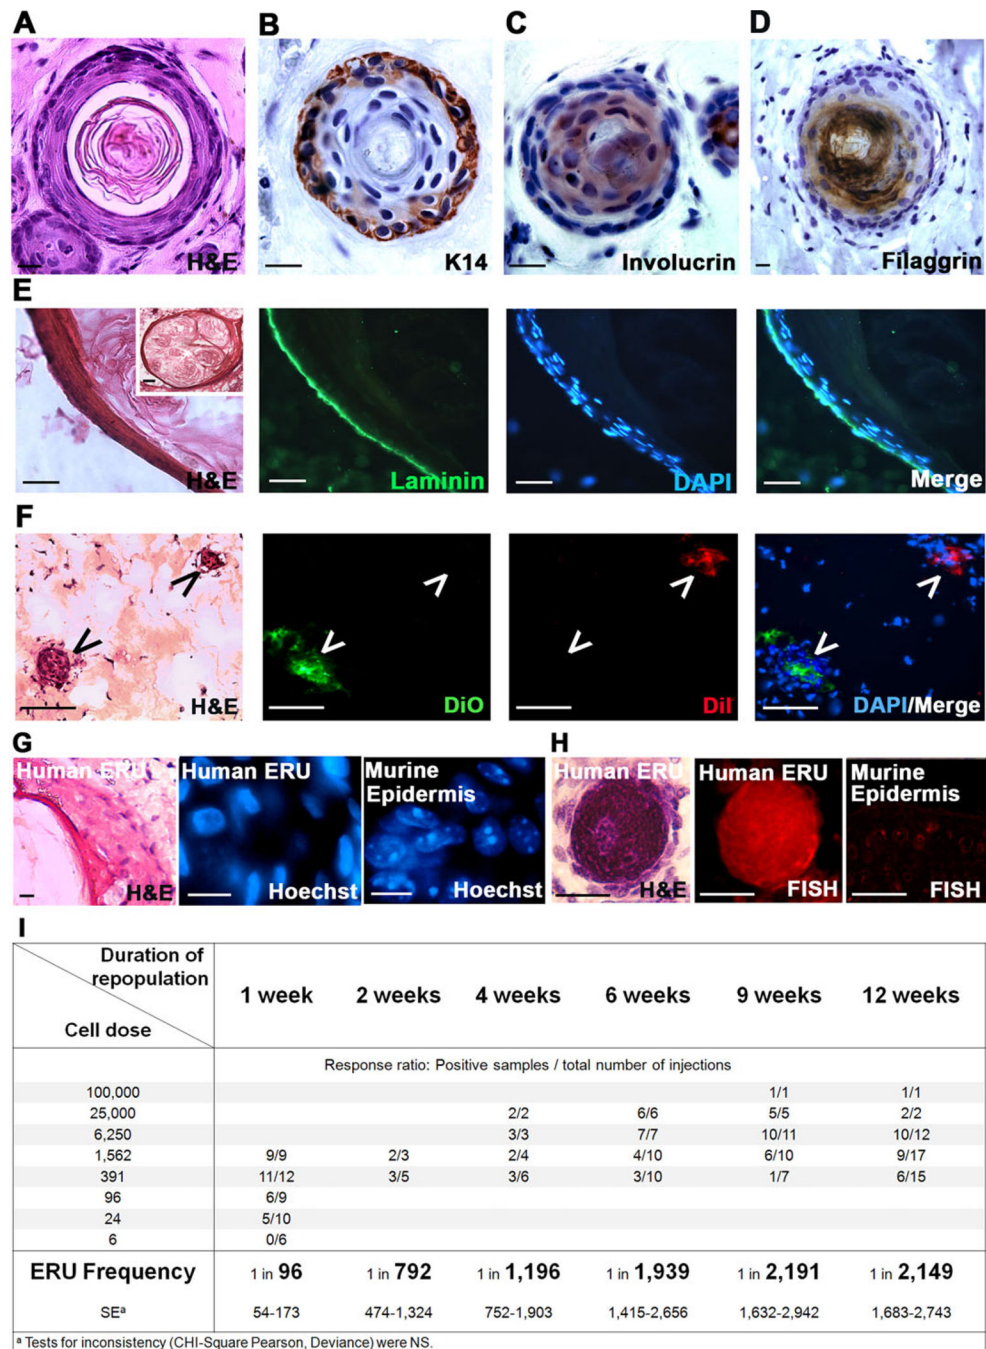 A B C D
H&E K14 Involucrin Filaggrin
E
H&E Laminin DAPI Merge
F
H&E DiO DiI DAPI/Merge
G H
Human ERU Human ERU Murine Epidermis Human ERU Human ERU Murine Epidermis
H&E Hoechst Hoechst H&E FISH FISH
I
Duration of repopulation
Cell dose
1 week 2 weeks 4 weeks 6 weeks 9 weeks 12 weeks
Response ratio: Positive samples / total number of injections
100,000 1/1 1/1
25,000 2/2 6/6 5/5 2/2
6,250 3/3 7/7 10/11 10/12
1,562 9/9 2/3 2/4 4/10 6/10 9/17
391 11/12 3/5 3/6 3/10 1/7 6/15
96 6/9
24 5/10
6 0/6
ERU Frequency 1 in 96 1 in 792 1 in 1,196 1 in 1,939 1 in 2,191 1 in 2,149
SEª 54-173 474-1,324 752-1,903 1,415-2,656 1,632-2,942 1,683-2,743
ª Tests for inconsistency (CHI-Square Pearson, Deviance) were NS.